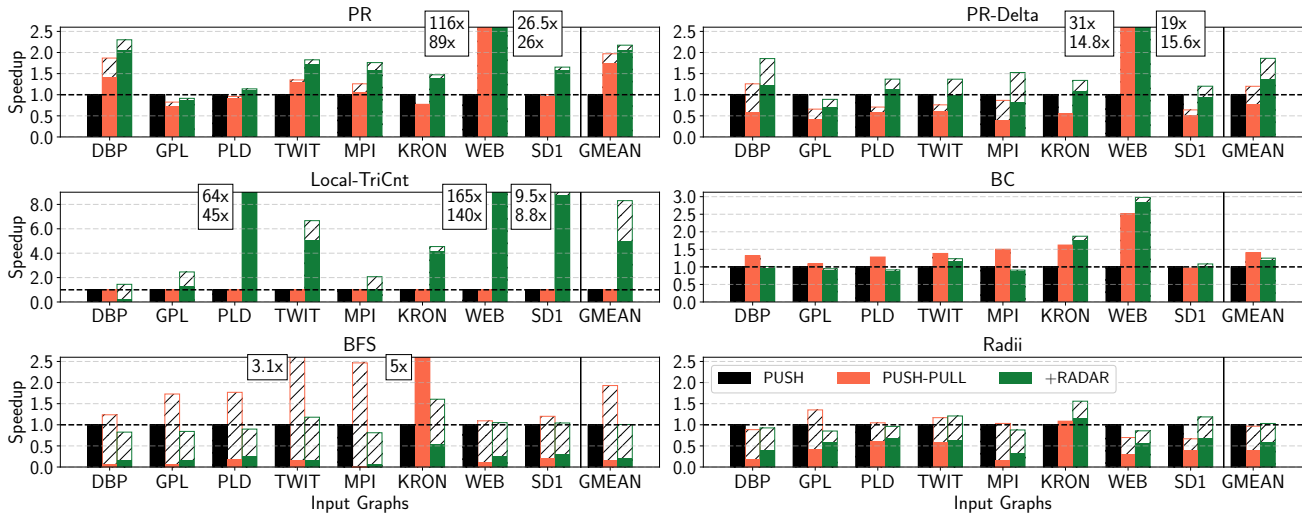 PR
Speedup
2.5
2.0
1.5
1.0
0.5
0.0
116x
89x
26.5x
26x
DBP GPL PLD TWIT MPI KRON WEB SD1 GMEAN
PR-Delta
2.5
2.0
1.5
1.0
0.5
0.0
31x
14.8x
19x
15.6x
DBP GPL PLD TWIT MPI KRON WEB SD1 GMEAN
Local-TriCnt
Speedup
8.0
6.0
4.0
2.0
0.0
64x
45x
165x
140x
9.5x
8.8x
DBP GPL PLD TWIT MPI KRON WEB SD1 GMEAN
BC
3.0
2.5
2.0
1.5
1.0
0.5
0.0
DBP GPL PLD TWIT MPI KRON WEB SD1 GMEAN
BFS
Speedup
2.5
2.0
1.5
1.0
0.5
0.0
3.1x
5x
DBP GPL PLD TWIT MPI KRON WEB SD1 GMEAN
Input Graphs
Radii
2.5
2.0
1.5
1.0
0.5
0.0
PUSH PUSH-PULL +RADAR
DBP GPL PLD TWIT MPI KRON WEB SD1 GMEAN
Input Graphs